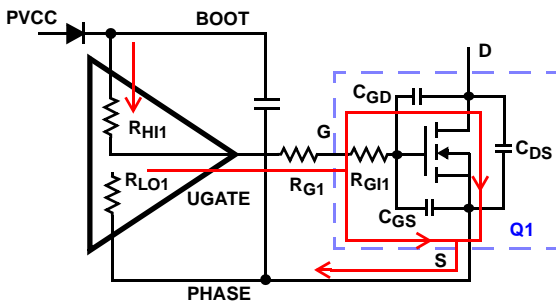 PVCC
BOOT
D
C_GD
R_HI1
G
C_DS
R_LO1
R_G1
R_GI1
UGATE
C_GS
Q1
S
PHASE